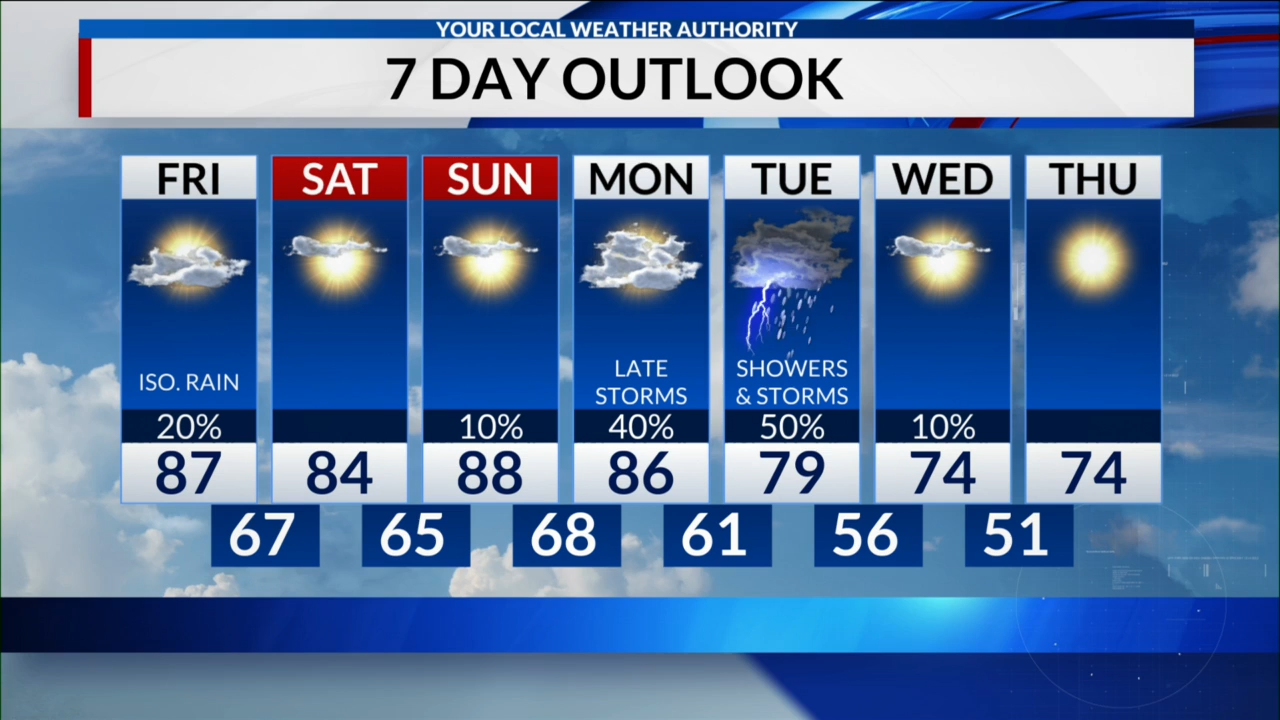 YOUR LOCAL WEATHER AUTHORITY
7 DAY OUTLOOK
FRI SAT SUN MON TUE WED THU
ISO. RAIN
LATE
STORMS
SHOWERS
& STORMS
20% 10% 40% 50% 10%
87 84 88 86 79 74 74
67 65 68 61 56 51